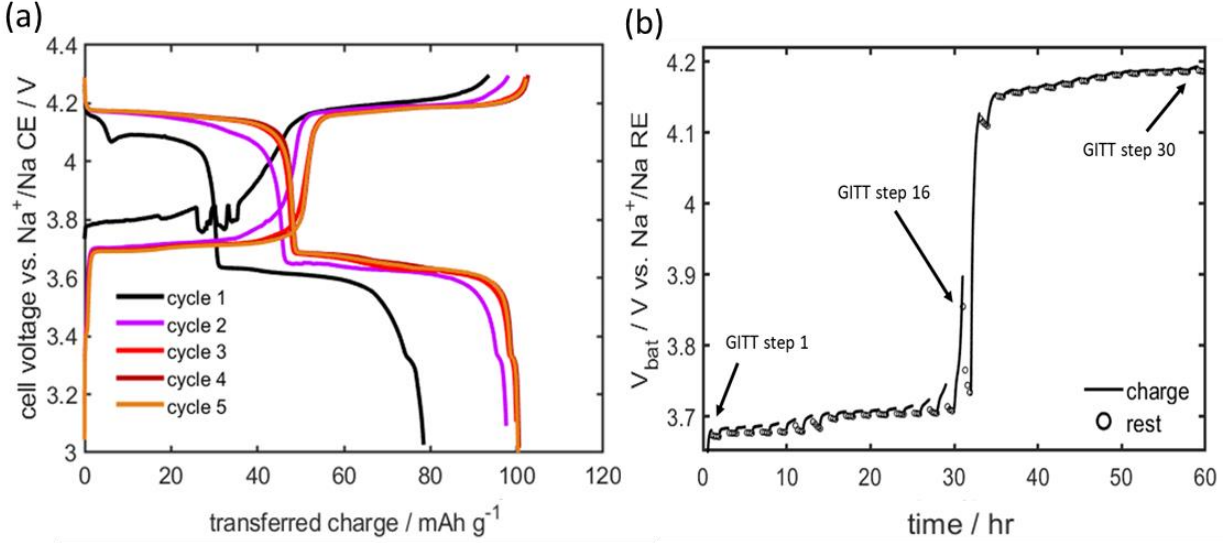 (a)
4.4
4.2
4
3.8
3.6
3.4
3.2
3
cell voltage vs. Na+/Na CE / V
cycle 1
cycle 2
cycle 3
cycle 4
cycle 5
0 20 40 60 80 100 120
transferred charge / mAh g-1
(b)
4.2
4.1
4
3.9
3.8
3.7
Vbat / V vs. Na+/Na RE
GITT step 30
GITT step 16
GITT step 1
charge
rest
0 10 20 30 40 50 60
time / hr